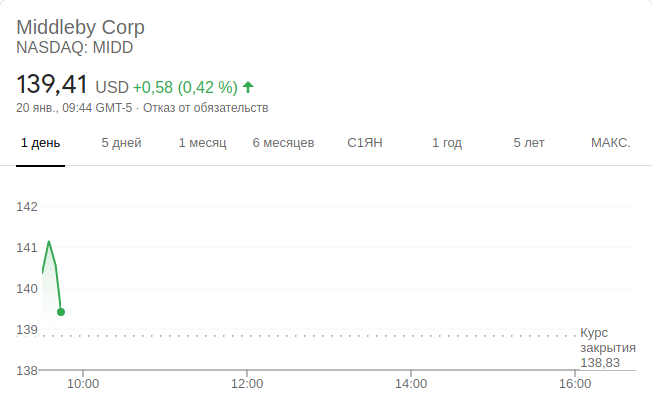 Middleby Corp
NASDAQ: MIDD
139,41 USD +0,58 (0,42 %)
20 янв., 09:44 GMT-5 · Отказ от обязательств
1 день 5 дней 1 месяц 6 месяцев С1ЯН 1 год 5 лет МАКС.
142
141
140
139
Курс
закрытия
138,83
138
10:00 12:00 14:00 16:00